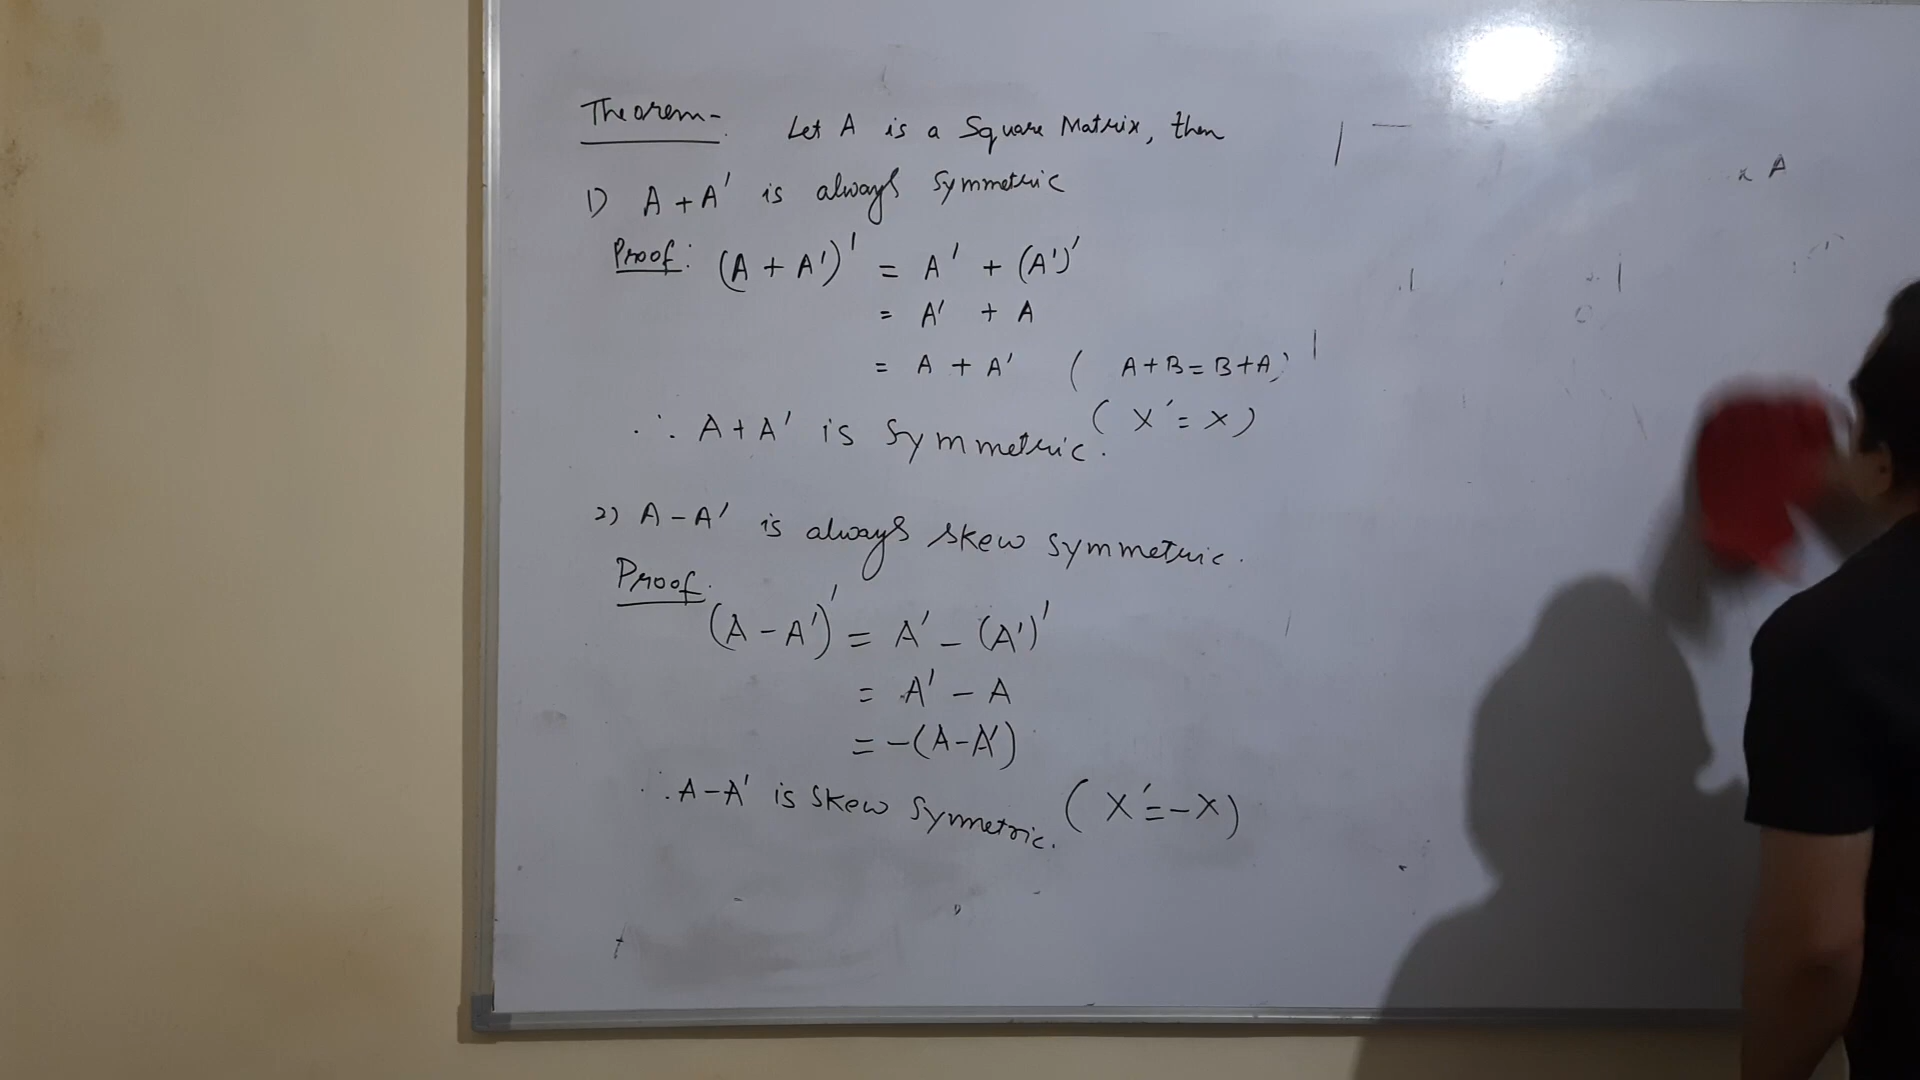 Theorem- Let A is a Square Matrix, then
1) A + A' is always symmetric
Proof: (A + A')' = A' + (A')'
= A' + A
= A + A' ( A+B = B+A )
∴ A+A' is symmetric. ( X' = X )
2) A-A' is always skew symmetric.
Proof.
(A - A')' = A' - (A')'
= A' - A
= -(A-A')
∴ A-A' is skew symmetric. ( X' = -X )
A